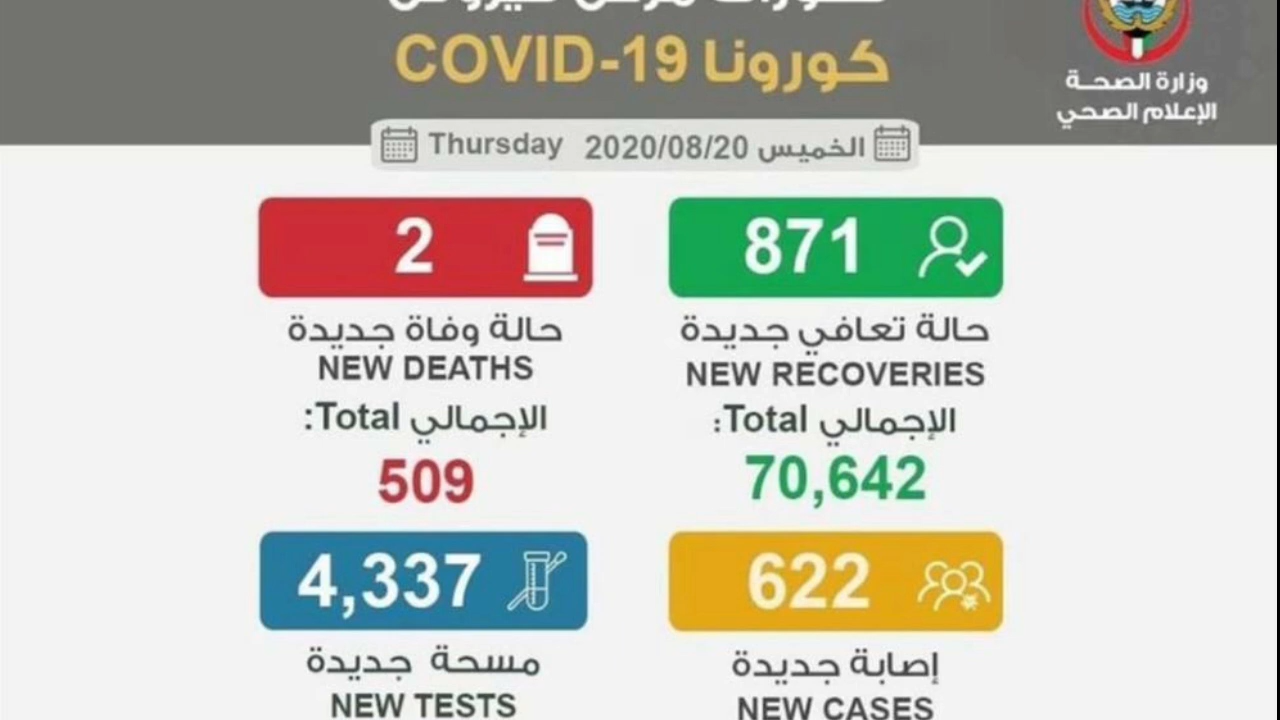 كورونا COVID-19
وزارة الصحة
الإعلام الصحي
Thursday 2020/08/20 الخميس
871
حالة تعافي جديدة
NEW RECOVERIES
الإجمالي Total:
70,642
2
حالة وفاة جديدة
NEW DEATHS
الإجمالي Total:
509
622
إصابة جديدة
NEW CASES
4,337
مسحة جديدة
NEW TESTS